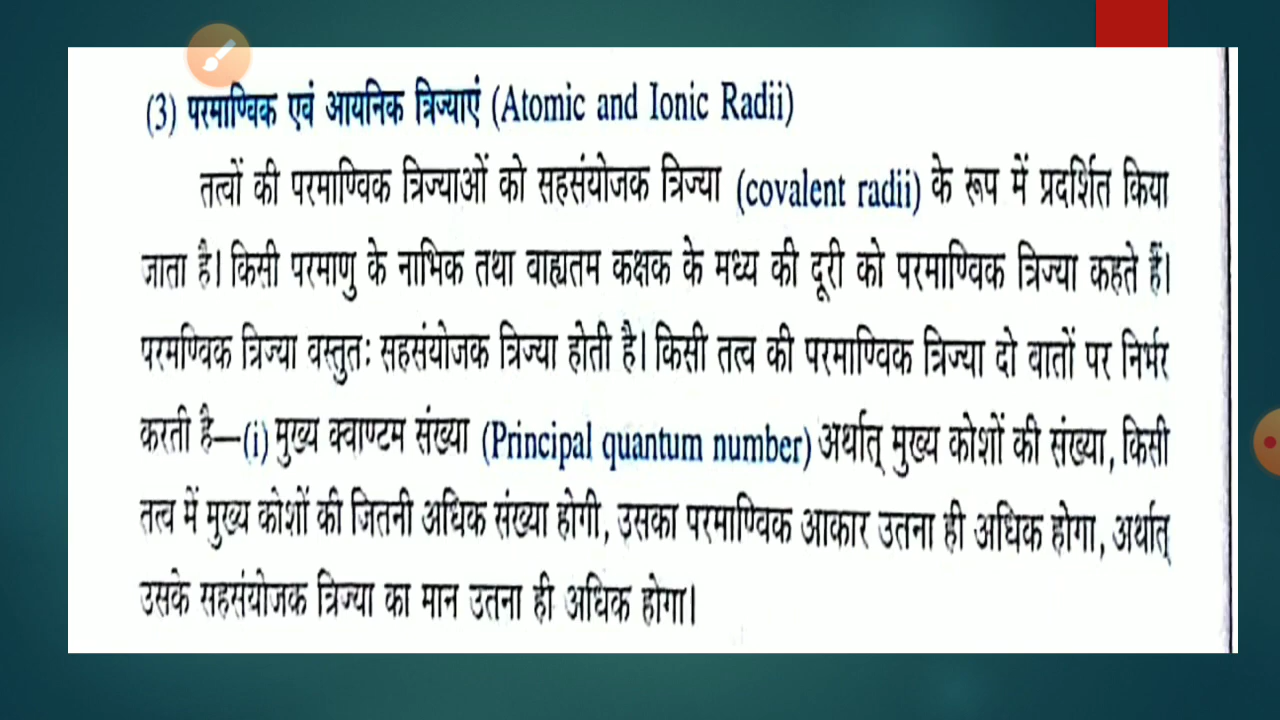 (3) परमाण्विक एवं आयनिक त्रिज्याएं (Atomic and Ionic Radii)
तत्वों की परमाण्विक त्रिज्याओं को सहसंयोजक त्रिज्या (covalent radii) के रूप में प्रदर्शित किया
जाता है। किसी परमाणु के नाभिक तथा वाह्यतम कक्षक के मध्य की दूरी को परमाण्विक त्रिज्या कहते हैं।
परमण्विक त्रिज्या वस्तुतः सहसंयोजक त्रिज्या होती है। किसी तत्व की परमाण्विक त्रिज्या दो वातों पर निर्भर
करती है—(i) मुख्य क्वाण्टम संख्या (Principal quantum number) अर्थात् मुख्य कोशों की संख्या, किसी
तत्व में मुख्य कोशों की जितनी अधिक संख्या होगी, उसका परमाण्विक आकार उतना ही अधिक होगा, अर्थात्
उसके सहसंयोजक त्रिज्या का मान उतना ही अधिक होगा।